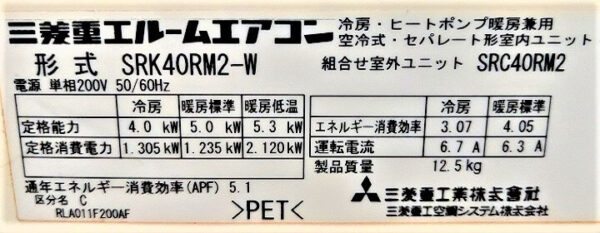 三菱重工ルームエアコン 冷房・ヒートポンプ暖房兼用
空冷式・セパレート形室内ユニット
形式 SRK40RM2-W 組合せ室外ユニット SRC40RM2
電源 単相200V 50/60Hz
冷房 暖房標準 暖房低温
定格能力 4.0 kW 5.0 kW 5.3 kW
定格消費電力 1.305 kW 1.235 kW 2.120 kW
冷房 暖房標準
エネルギー消費効率 3.07 4.05
運転電流 6.7 A 6.3 A
製品質量 12.5kg
通年エネルギー消費効率(APF) 5.1
区分名 C
RLA011F200AF
>PET<
三菱重工業株式會社
三菱重工空調システム株式会社